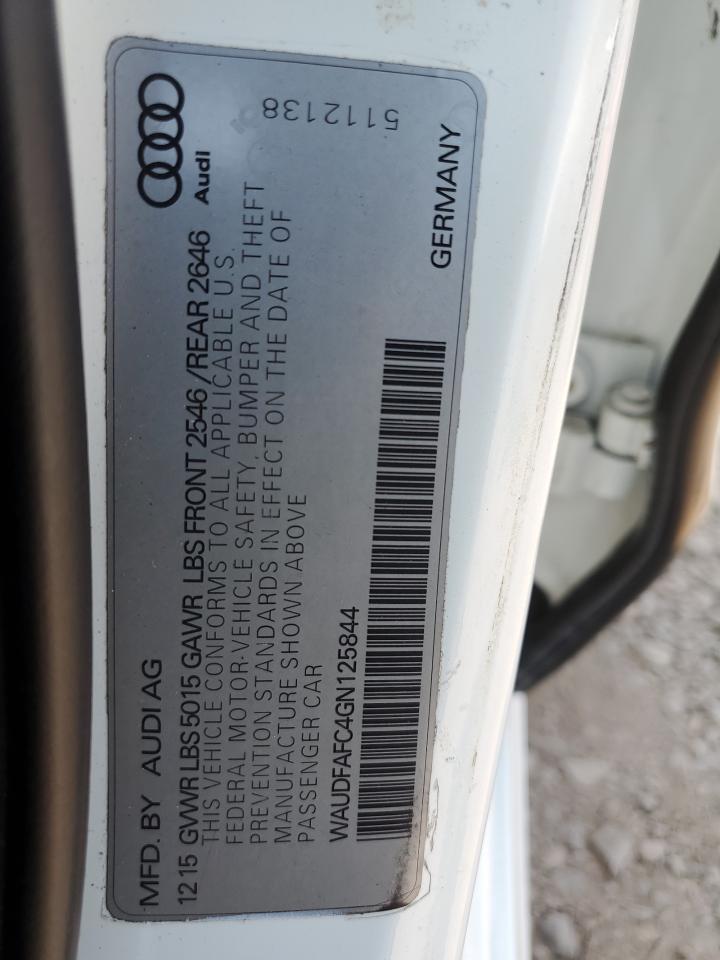 MFD. BY AUDI AG
Audi
1215 GVWR LBS 5015 GAWR LBS FRONT 2546 / REAR 2646
THIS VEHICLE CONFORMS TO ALL APPLICABLE U.S.
FEDERAL MOTOR-VEHICLE SAFETY, BUMPER AND THEFT
PREVENTION STANDARDS IN EFFECT ON THE DATE OF
MANUFACTURE SHOWN ABOVE
PASSENGER CAR
WAUDFAFC4GN125844
GERMANY
5112138